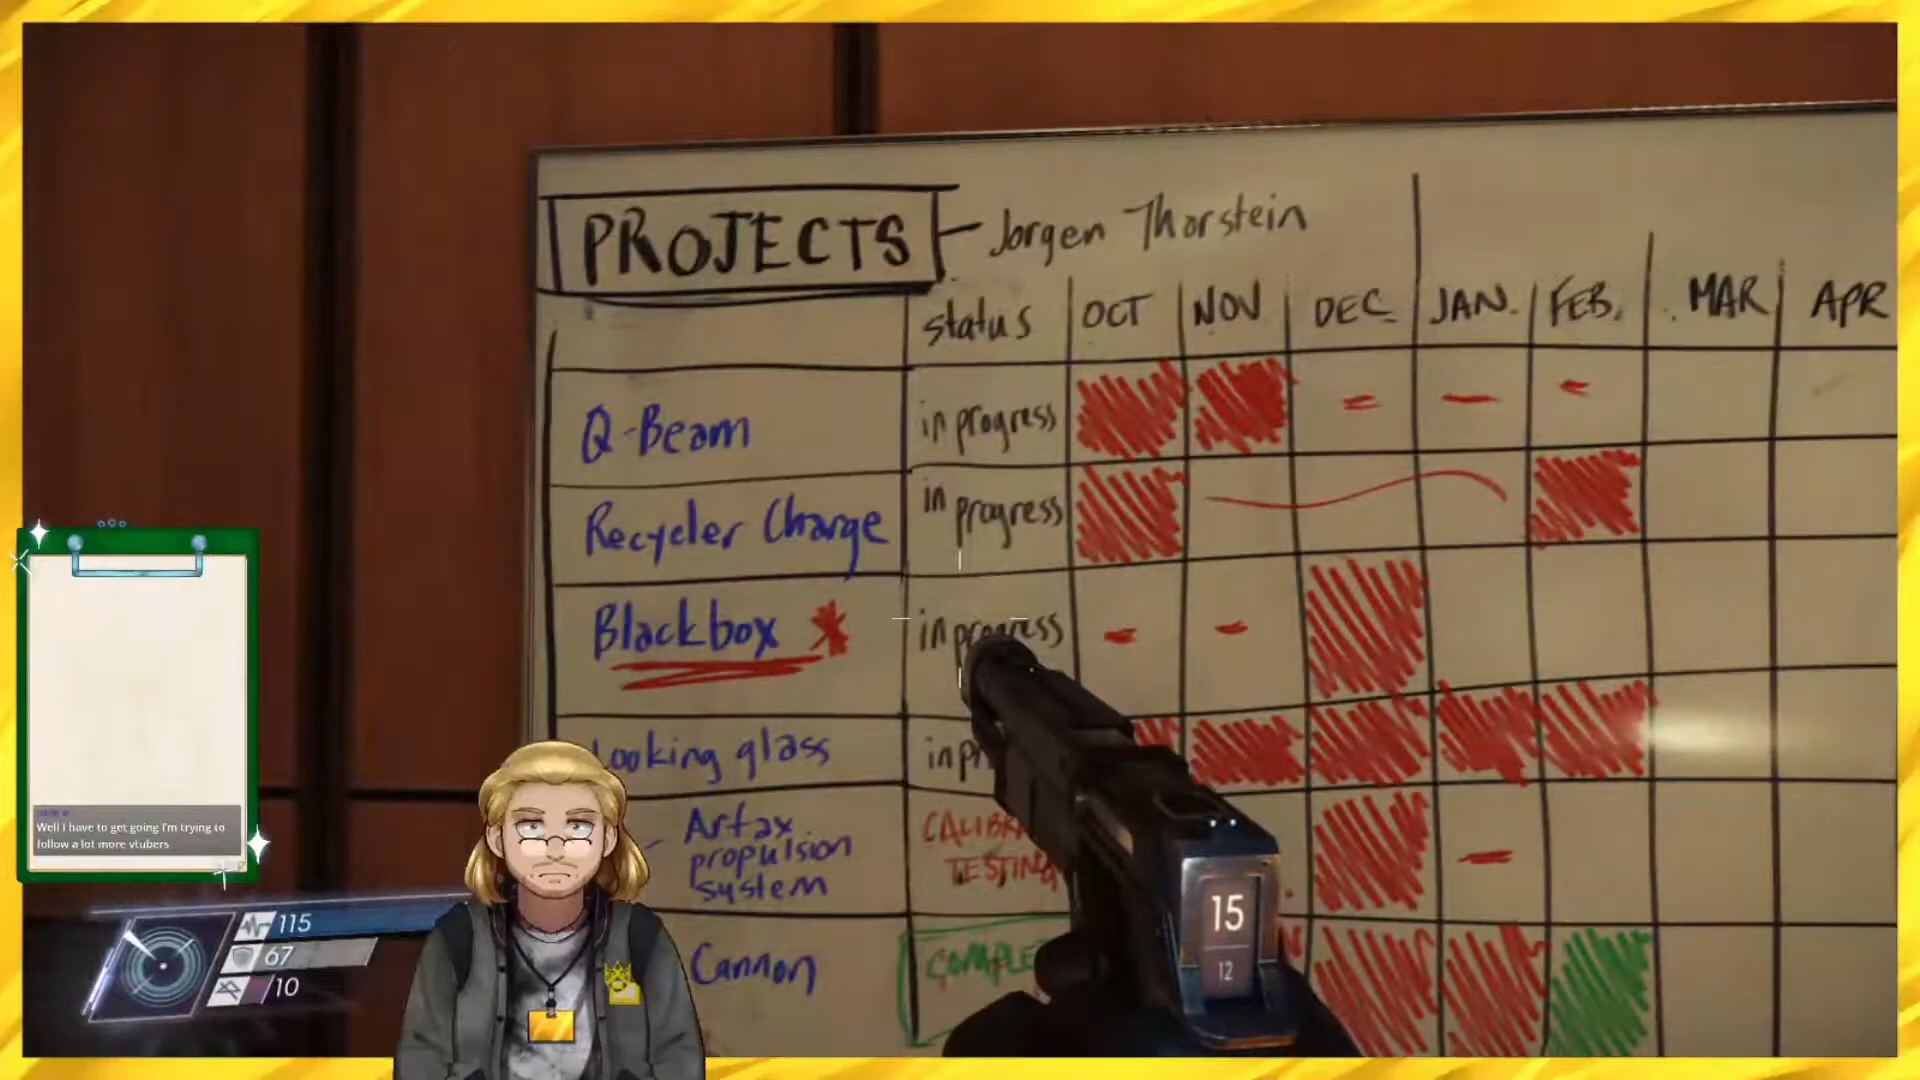 PROJECTS
Jorgen Thorstein
status OCT NOV DEC JAN. FEB. MAR APR
Q-Beam in progress
Recycler Charge in progress
Blackbox in progress
Looking glass
Artax
propulsion
system
TESTING
Cannon
Well I have to get going I'm trying to
follow a lot more vtubers
115
67
10
15
12